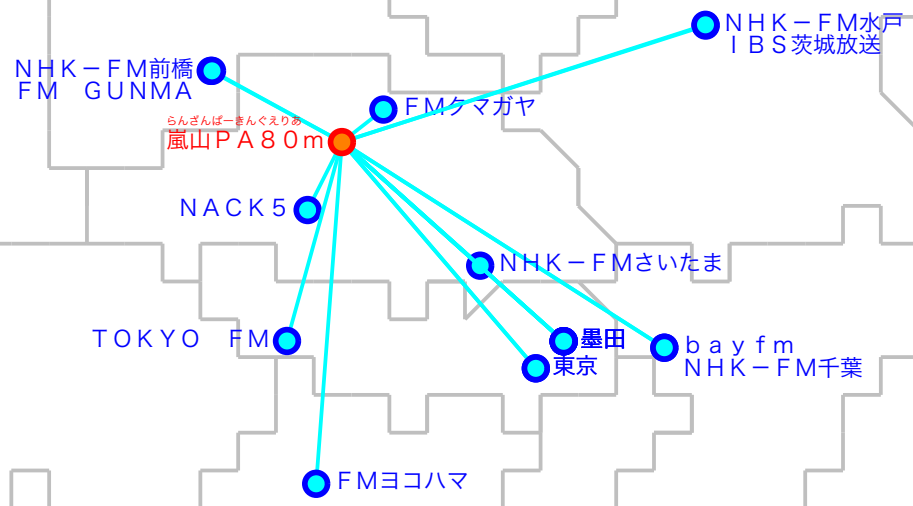 ＮＨＫ－ＦＭ水戸
ＩＢＳ茨城放送
ＮＨＫ－ＦＭ前橋
ＦＭ　ＧＵＮＭＡ
ＦＭクマガヤ
らんざんぱーきんぐえりあ
嵐山ＰＡ８０ｍ
ＮＡＣＫ５
ＮＨＫ－ＦＭさいたま
ＴＯＫＹＯ　ＦＭ
墨田
東京
ｂａｙｆｍ
ＮＨＫ－ＦＭ千葉
ＦＭヨコハマ